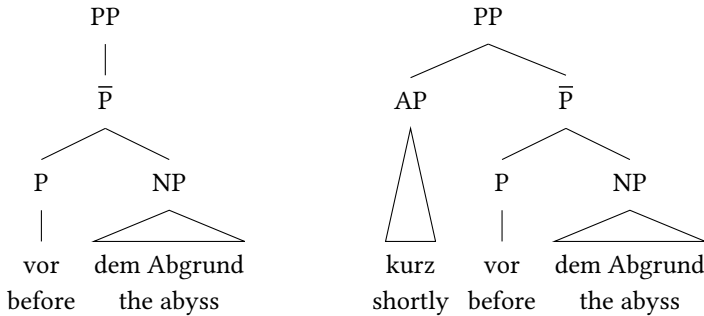 PP PP
P̅ AP P̅
P NP P NP
vor dem Abgrund kurz vor dem Abgrund
before the abyss shortly before the abyss